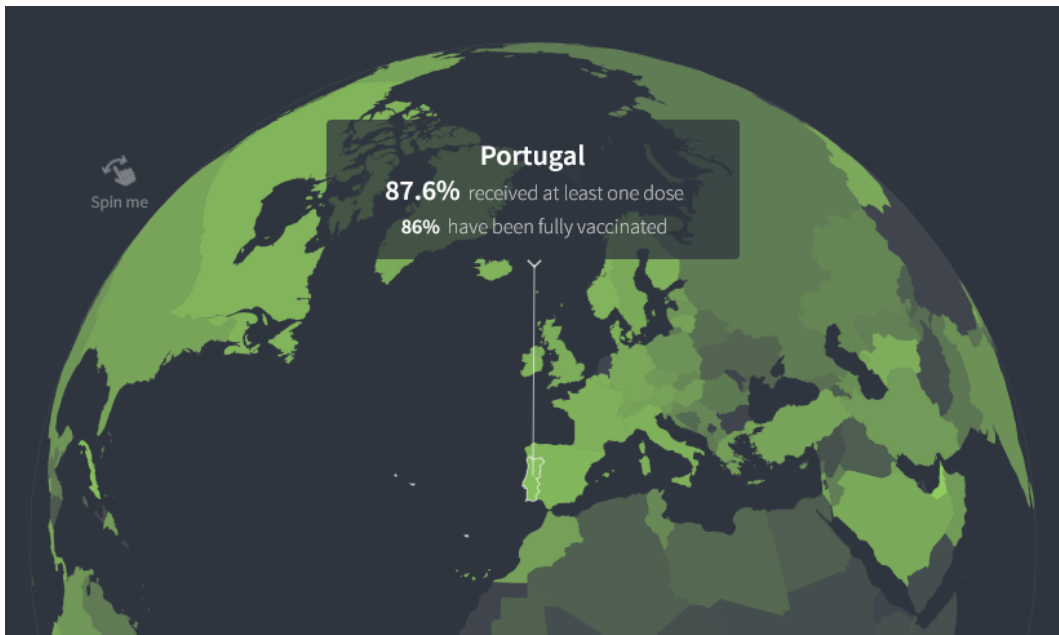 Portugal
87.6% received at least one dose
86% have been fully vaccinated
Spin me